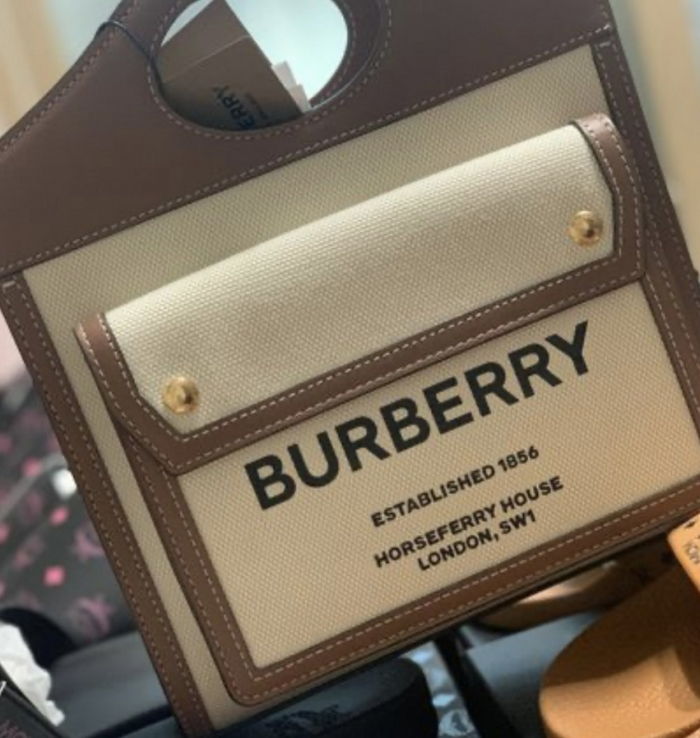 BURBERRY
ESTABLISHED 1856
HORSEFERRY HOUSE
LONDON, SW1